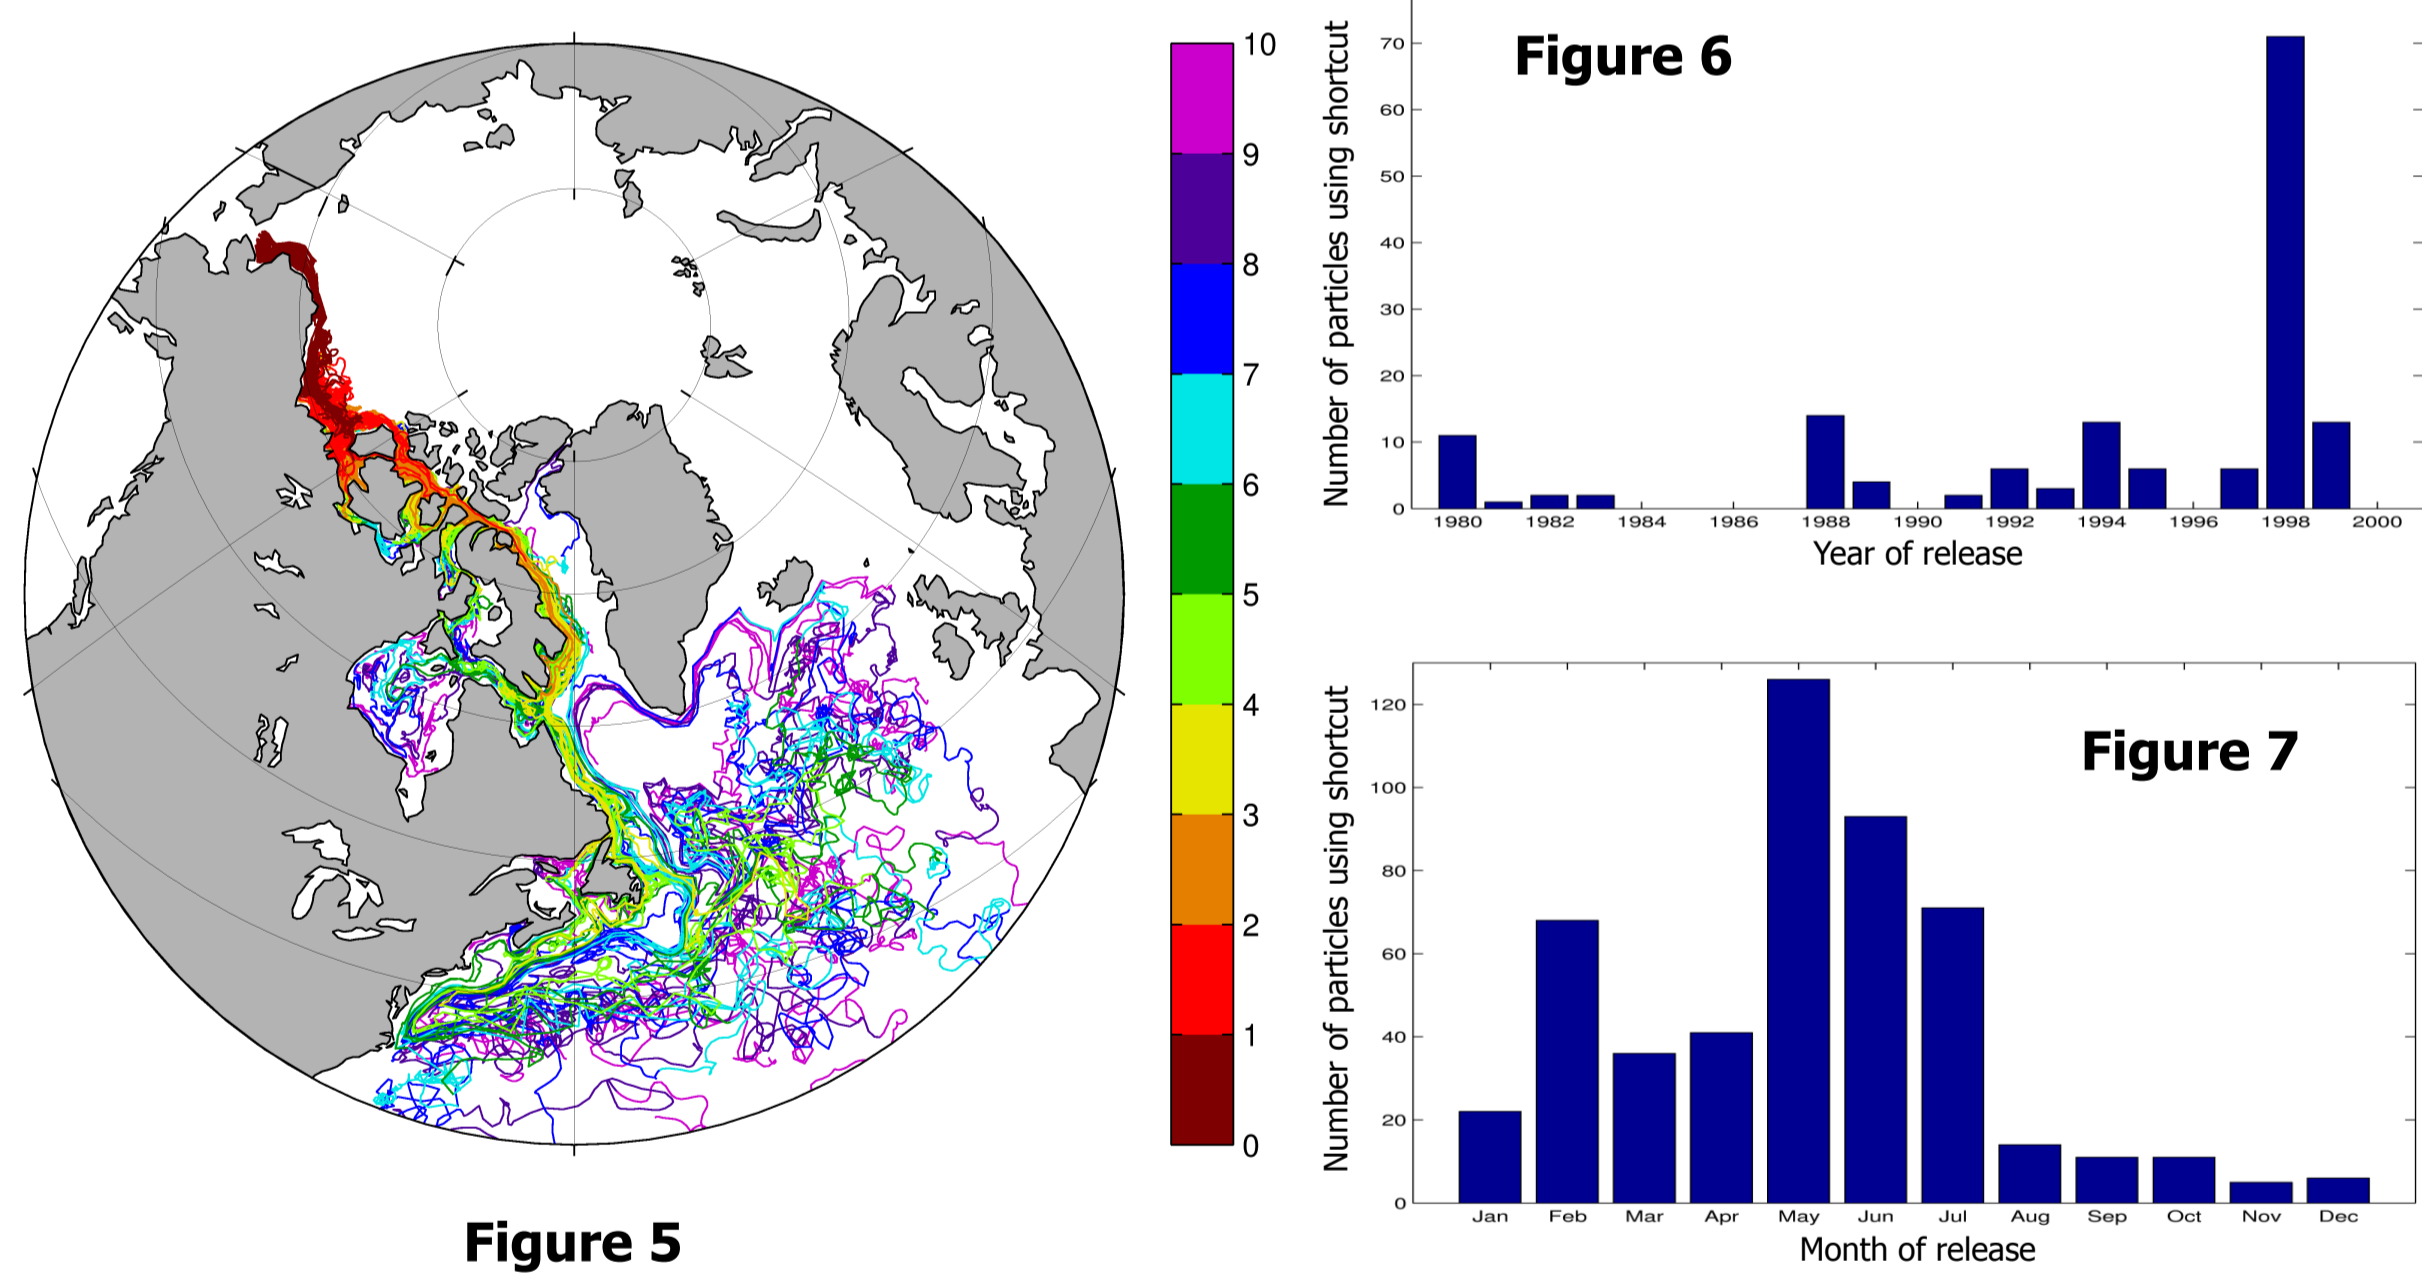 10
9
8
7
6
5
4
3
2
1
0
Figure 5
Figure 6
Number of particles using shortcut
70
60
50
40
30
20
10
0
1980 1982 1984 1986 1988 1990 1992 1994 1996 1998 2000
Year of release
Figure 7
Number of particles using shortcut
120
100
80
60
40
20
0
Jan Feb Mar Apr May Jun Jul Aug Sep Oct Nov Dec
Month of release